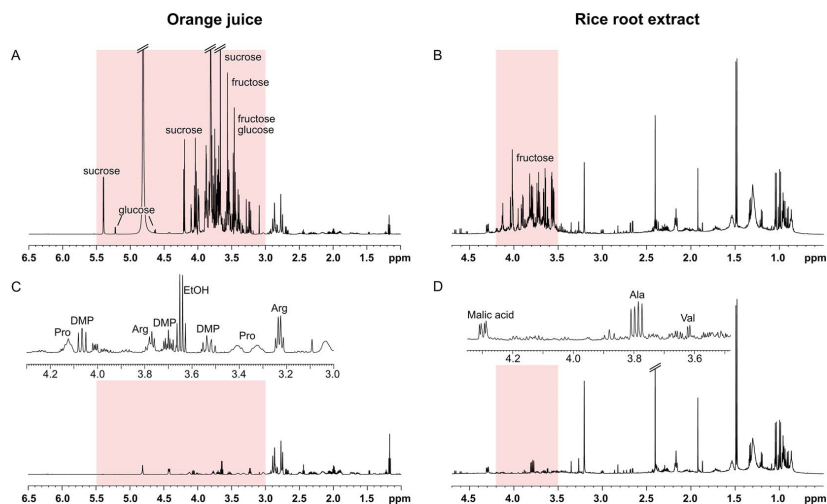 Orange juice
Rice root extract
A
sucrose
fructose
fructose
glucose
sucrose
sucrose
glucose
6.5 6.0 5.5 5.0 4.5 4.0 3.5 3.0 2.5 2.0 1.5 ppm
B
fructose
4.5 4.0 3.5 3.0 2.5 2.0 1.5 ppm
C
EtOH
Pro DMP Arg DMP DMP Pro Arg
4.2 4.0 3.8 3.6 3.4 3.2 3.0
6.5 6.0 5.5 5.0 4.5 4.0 3.5 3.0 2.5 2.0 1.5 ppm
D
Malic acid Ala Val
4.2 4.0 3.8 3.6
4.5 4.0 3.5 3.0 2.5 2.0 1.5 ppm